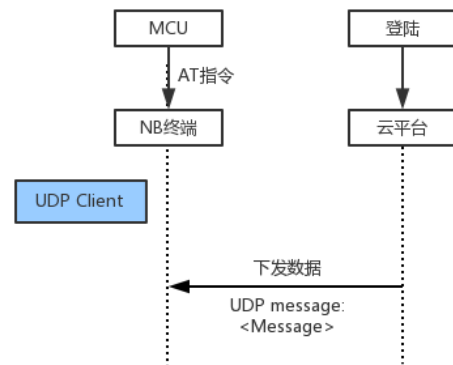 MCU
登陆
AT指令
NB终端
云平台
UDP Client
下发数据
UDP message:
<Message>